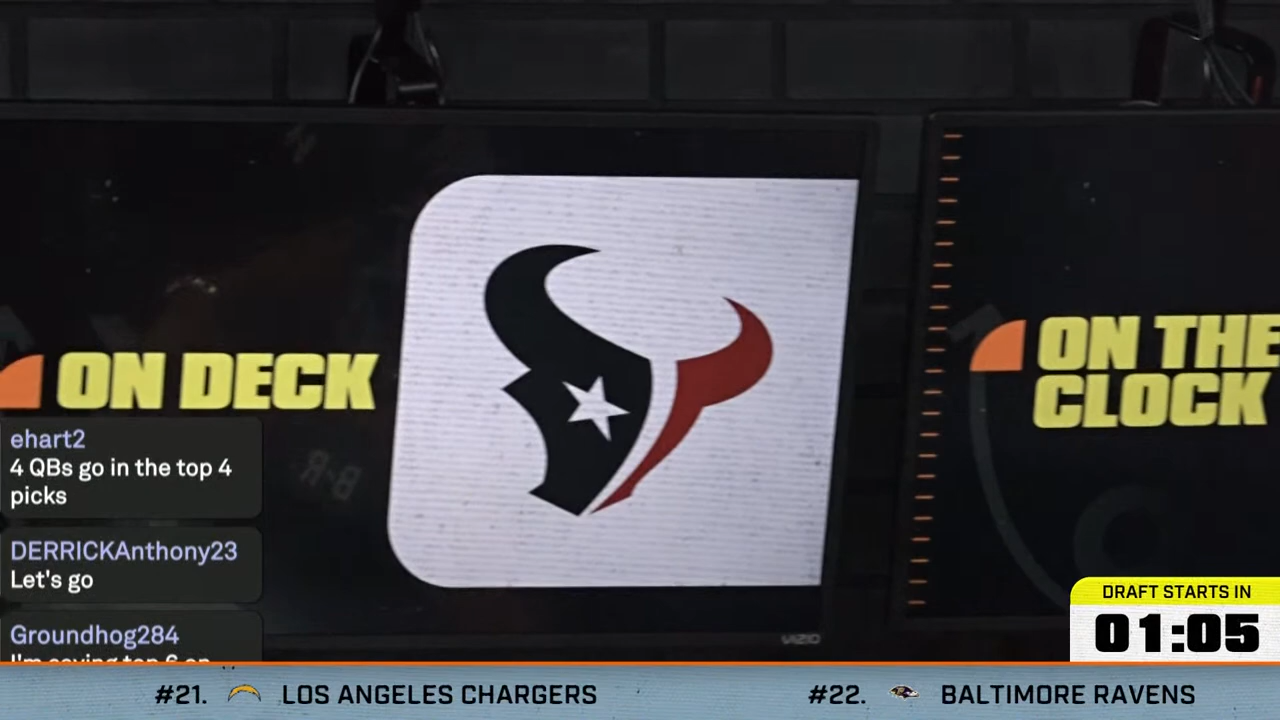 ON DECK
ON THE
CLOCK
ehart2
4 QBs go in the top 4
picks
DERRICKAnthony23
Let's go
Groundhog284
VIZIO
DRAFT STARTS IN
01:05
#21. LOS ANGELES CHARGERS
#22. BALTIMORE RAVENS